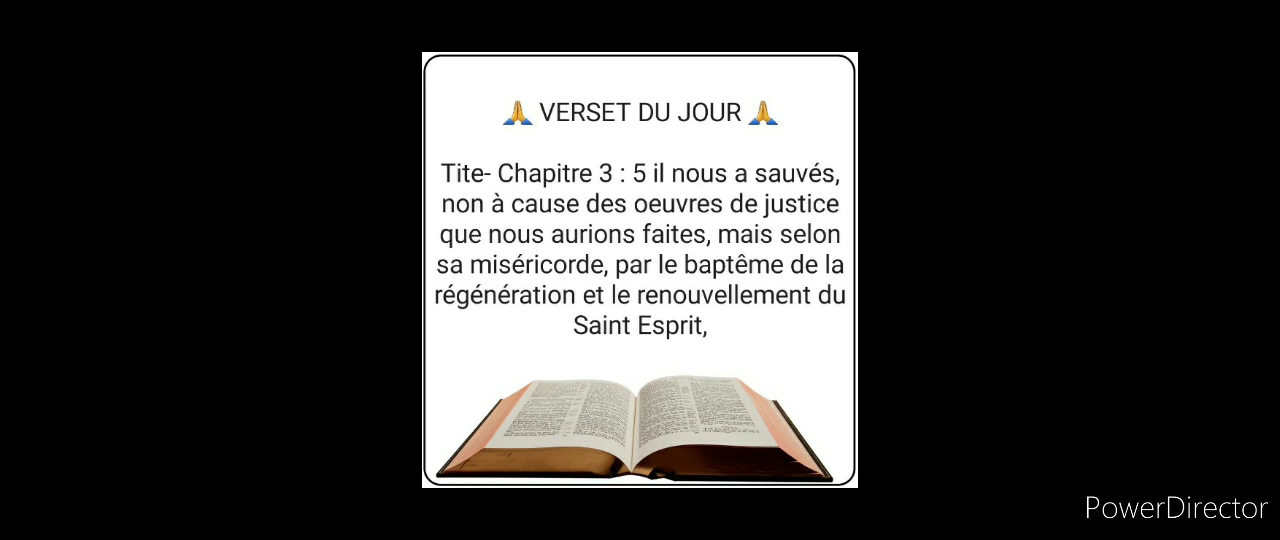 🙏 VERSET DU JOUR 🙏
Tite- Chapitre 3 : 5 il nous a sauvés,
non à cause des oeuvres de justice
que nous aurions faites, mais selon
sa miséricorde, par le baptême de la
régénération et le renouvellement du
Saint Esprit,
PowerDirector